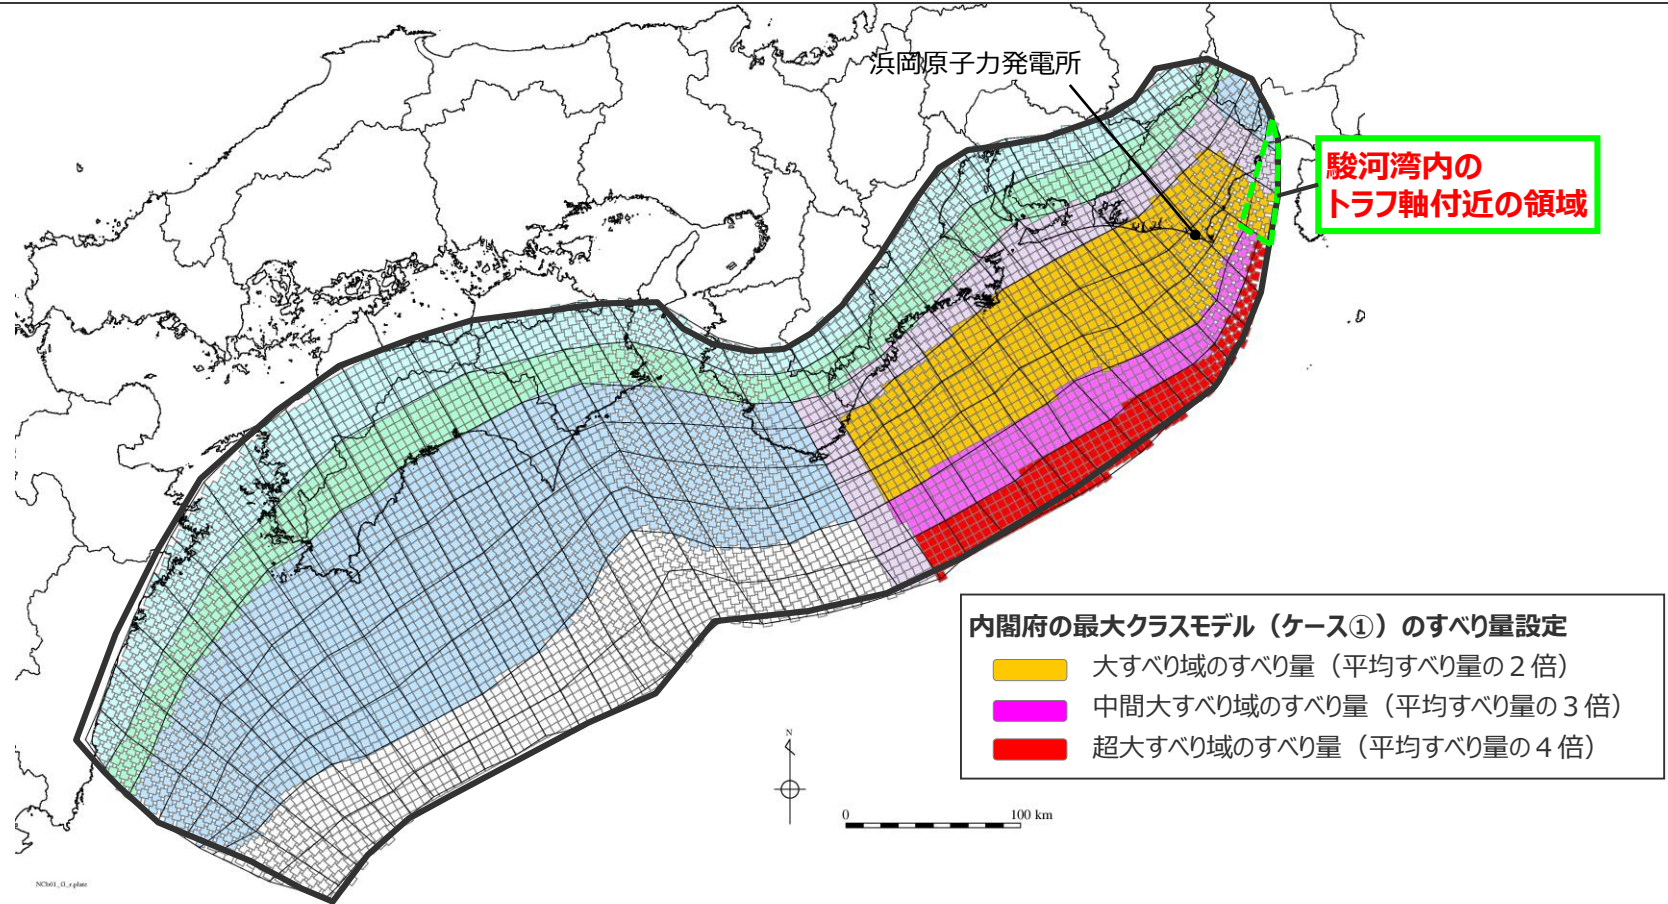 浜岡原子力発電所
駿河湾内の
トラフ軸付近の領域
内閣府の最大クラスモデル（ケース①）のすべり量設定
大すべり域のすべり量（平均すべり量の２倍）
中間大すべり域のすべり量（平均すべり量の３倍）
超大すべり域のすべり量（平均すべり量の４倍）
N
0 100 km
NCh01_G_r.plate